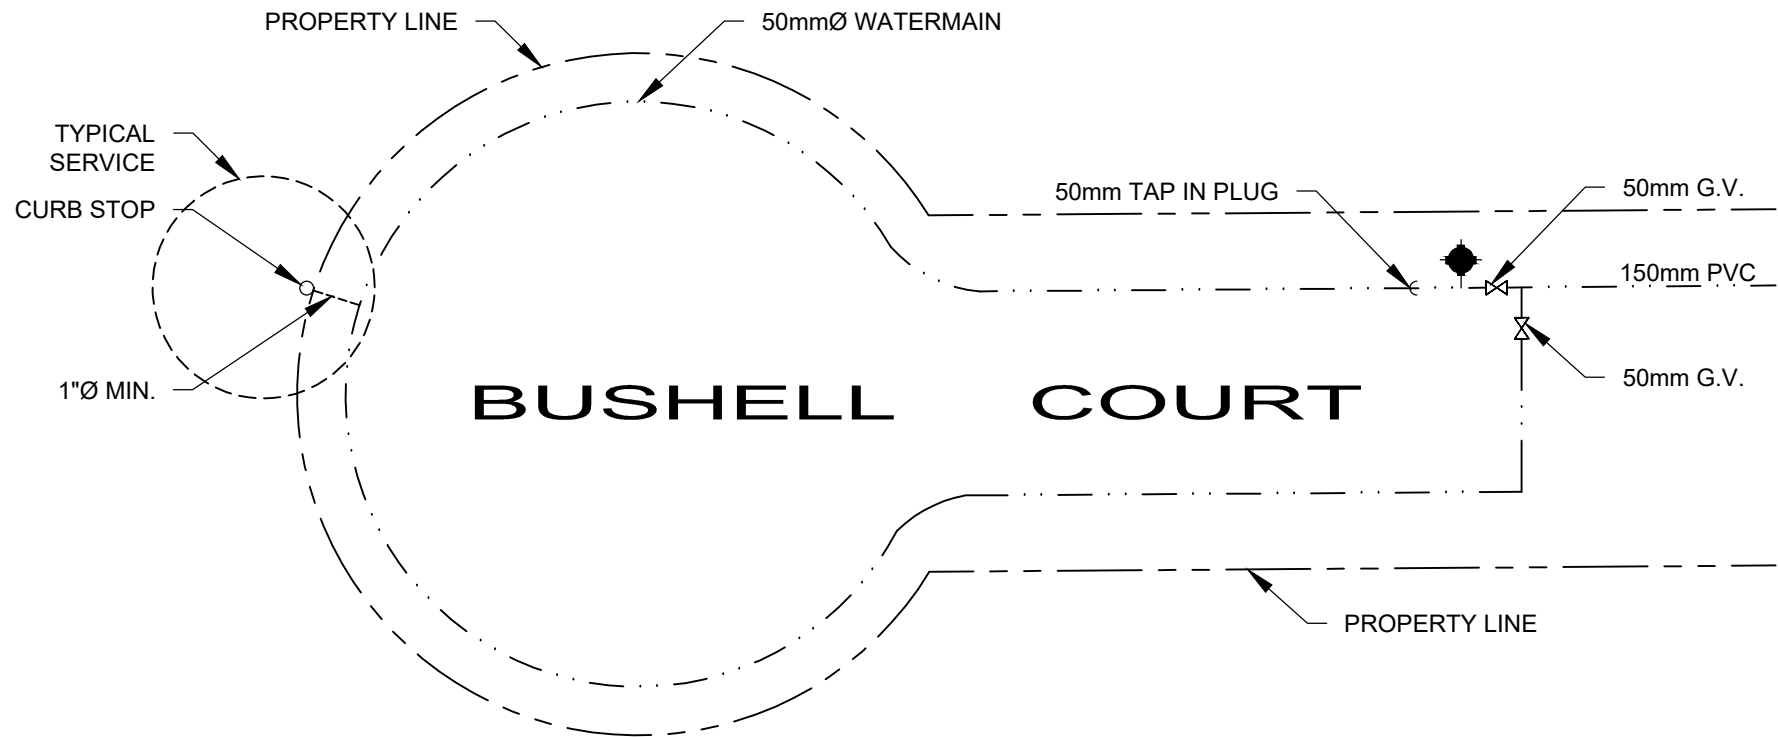 PROPERTY LINE
50mmØ WATERMAIN
TYPICAL
SERVICE
CURB STOP
50mm TAP IN PLUG
50mm G.V.
150mm PVC
1"Ø MIN.
BUSHELL COURT
50mm G.V.
PROPERTY LINE